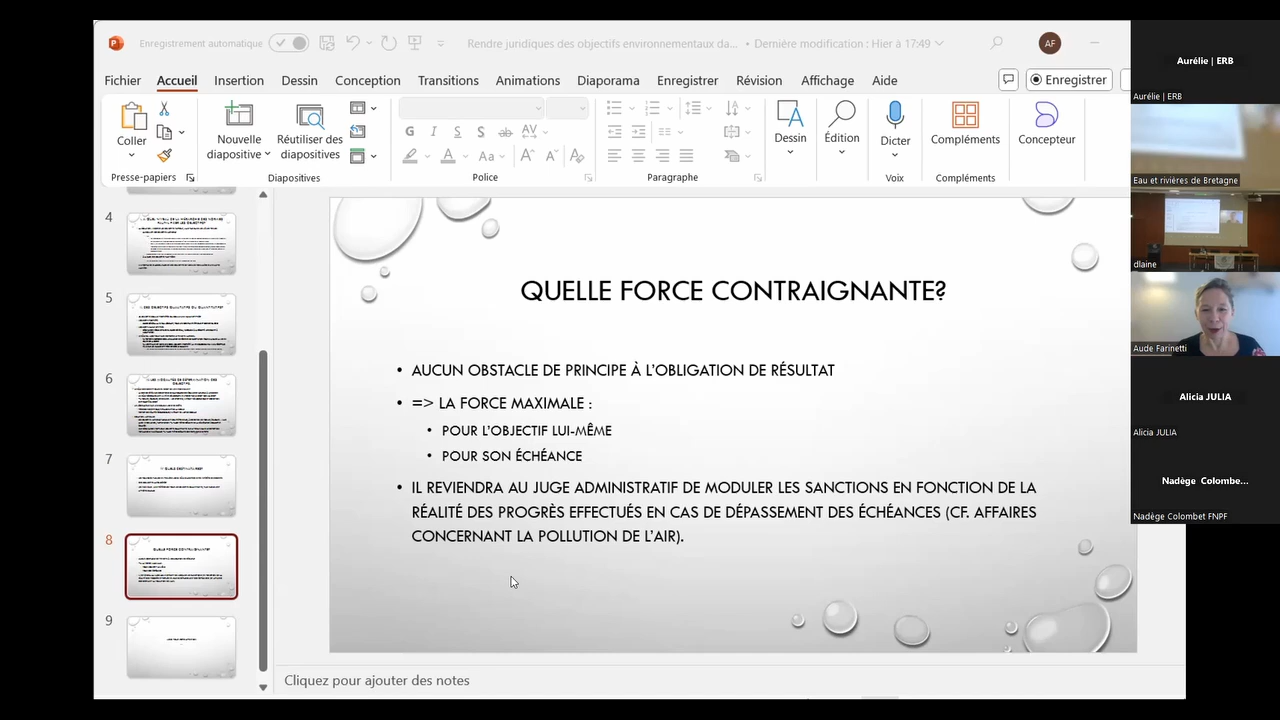 Enregistrement automatique
Rendre juridiques des objectifs environnementaux da... • Dernière modification : Hier à 17:49
AF
Fichier Accueil Insertion Dessin Conception Transitions Animations Diaporama Enregistrer Révision Affichage Aide
Enregistrer
Coller
Nouvelle diapositive
Réutiliser des diapositives
G I S S ab AV
A Aa A A A
Dessin
Édition
Dicter
Compléments
Concepteur
Presse-papiers
Diapositives
Police
Paragraphe
Voix
Compléments
4
5
6
7
8
9
QUELLE FORCE CONTRAIGNANTE?
• AUCUN OBSTACLE DE PRINCIPE À L'OBLIGATION DE RÉSULTAT
• => LA FORCE MAXIMALE :
• POUR L'OBJECTIF LUI-MÊME
• POUR SON ÉCHÉANCE
• IL REVIENDRA AU JUGE ADMINISTRATIF DE MODULER LES SANCTIONS EN FONCTION DE LA
RÉALITÉ DES PROGRÈS EFFECTUÉS EN CAS DE DÉPASSEMENT DES ÉCHÉANCES (CF. AFFAIRES
CONCERNANT LA POLLUTION DE L'AIR).
Cliquez pour ajouter des notes
Aurélie | ERB
Aurélie | ERB
Eau et rivières de Bretagne
dlaine
Aude Farinetti
Alicia JULIA
Alicia JULIA
Nadège Colombe...
Nadège Colombet FNPF